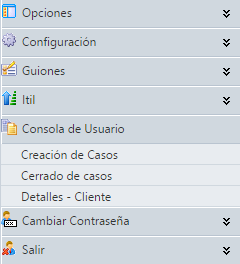 Opciones
Configuración
Guiones
Itil
Consola de Usuario
Creación de Casos
Cerrado de casos
Detalles - Cliente
Cambiar Contraseña
Salir